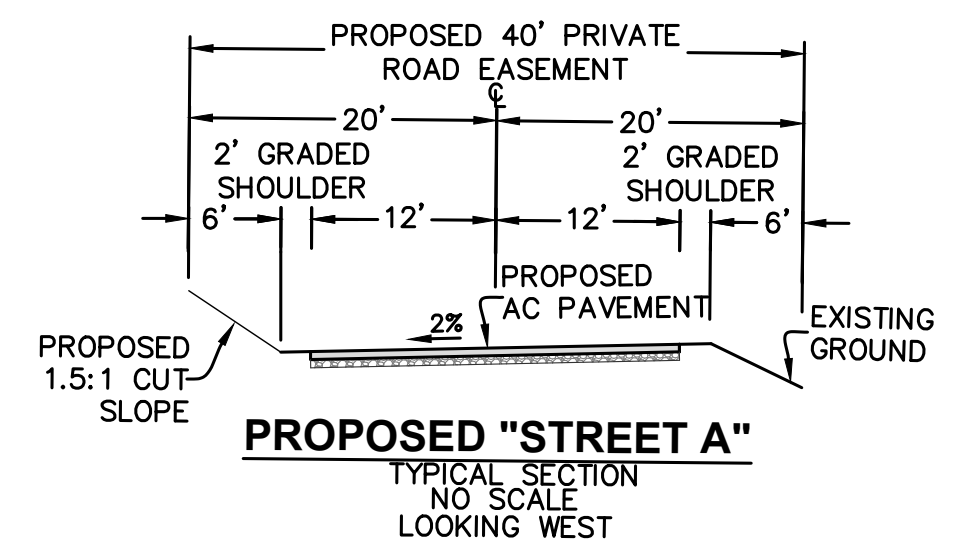 PROPOSED 40' PRIVATE
ROAD EASEMENT
℄
20'
20'
2' GRADED
SHOULDER
2' GRADED
SHOULDER
6'
12'
12'
6'
PROPOSED
AC PAVEMENT
2%
EXISTING
GROUND
PROPOSED
1.5:1 CUT
SLOPE
PROPOSED "STREET A"
TYPICAL SECTION
NO SCALE
LOOKING WEST